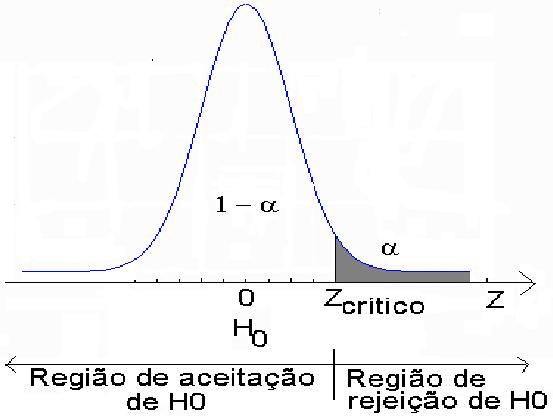 1 − α
α
0
Zcritico
Z
H0
Região de aceitação
de H0
Região de
rejeição de H0